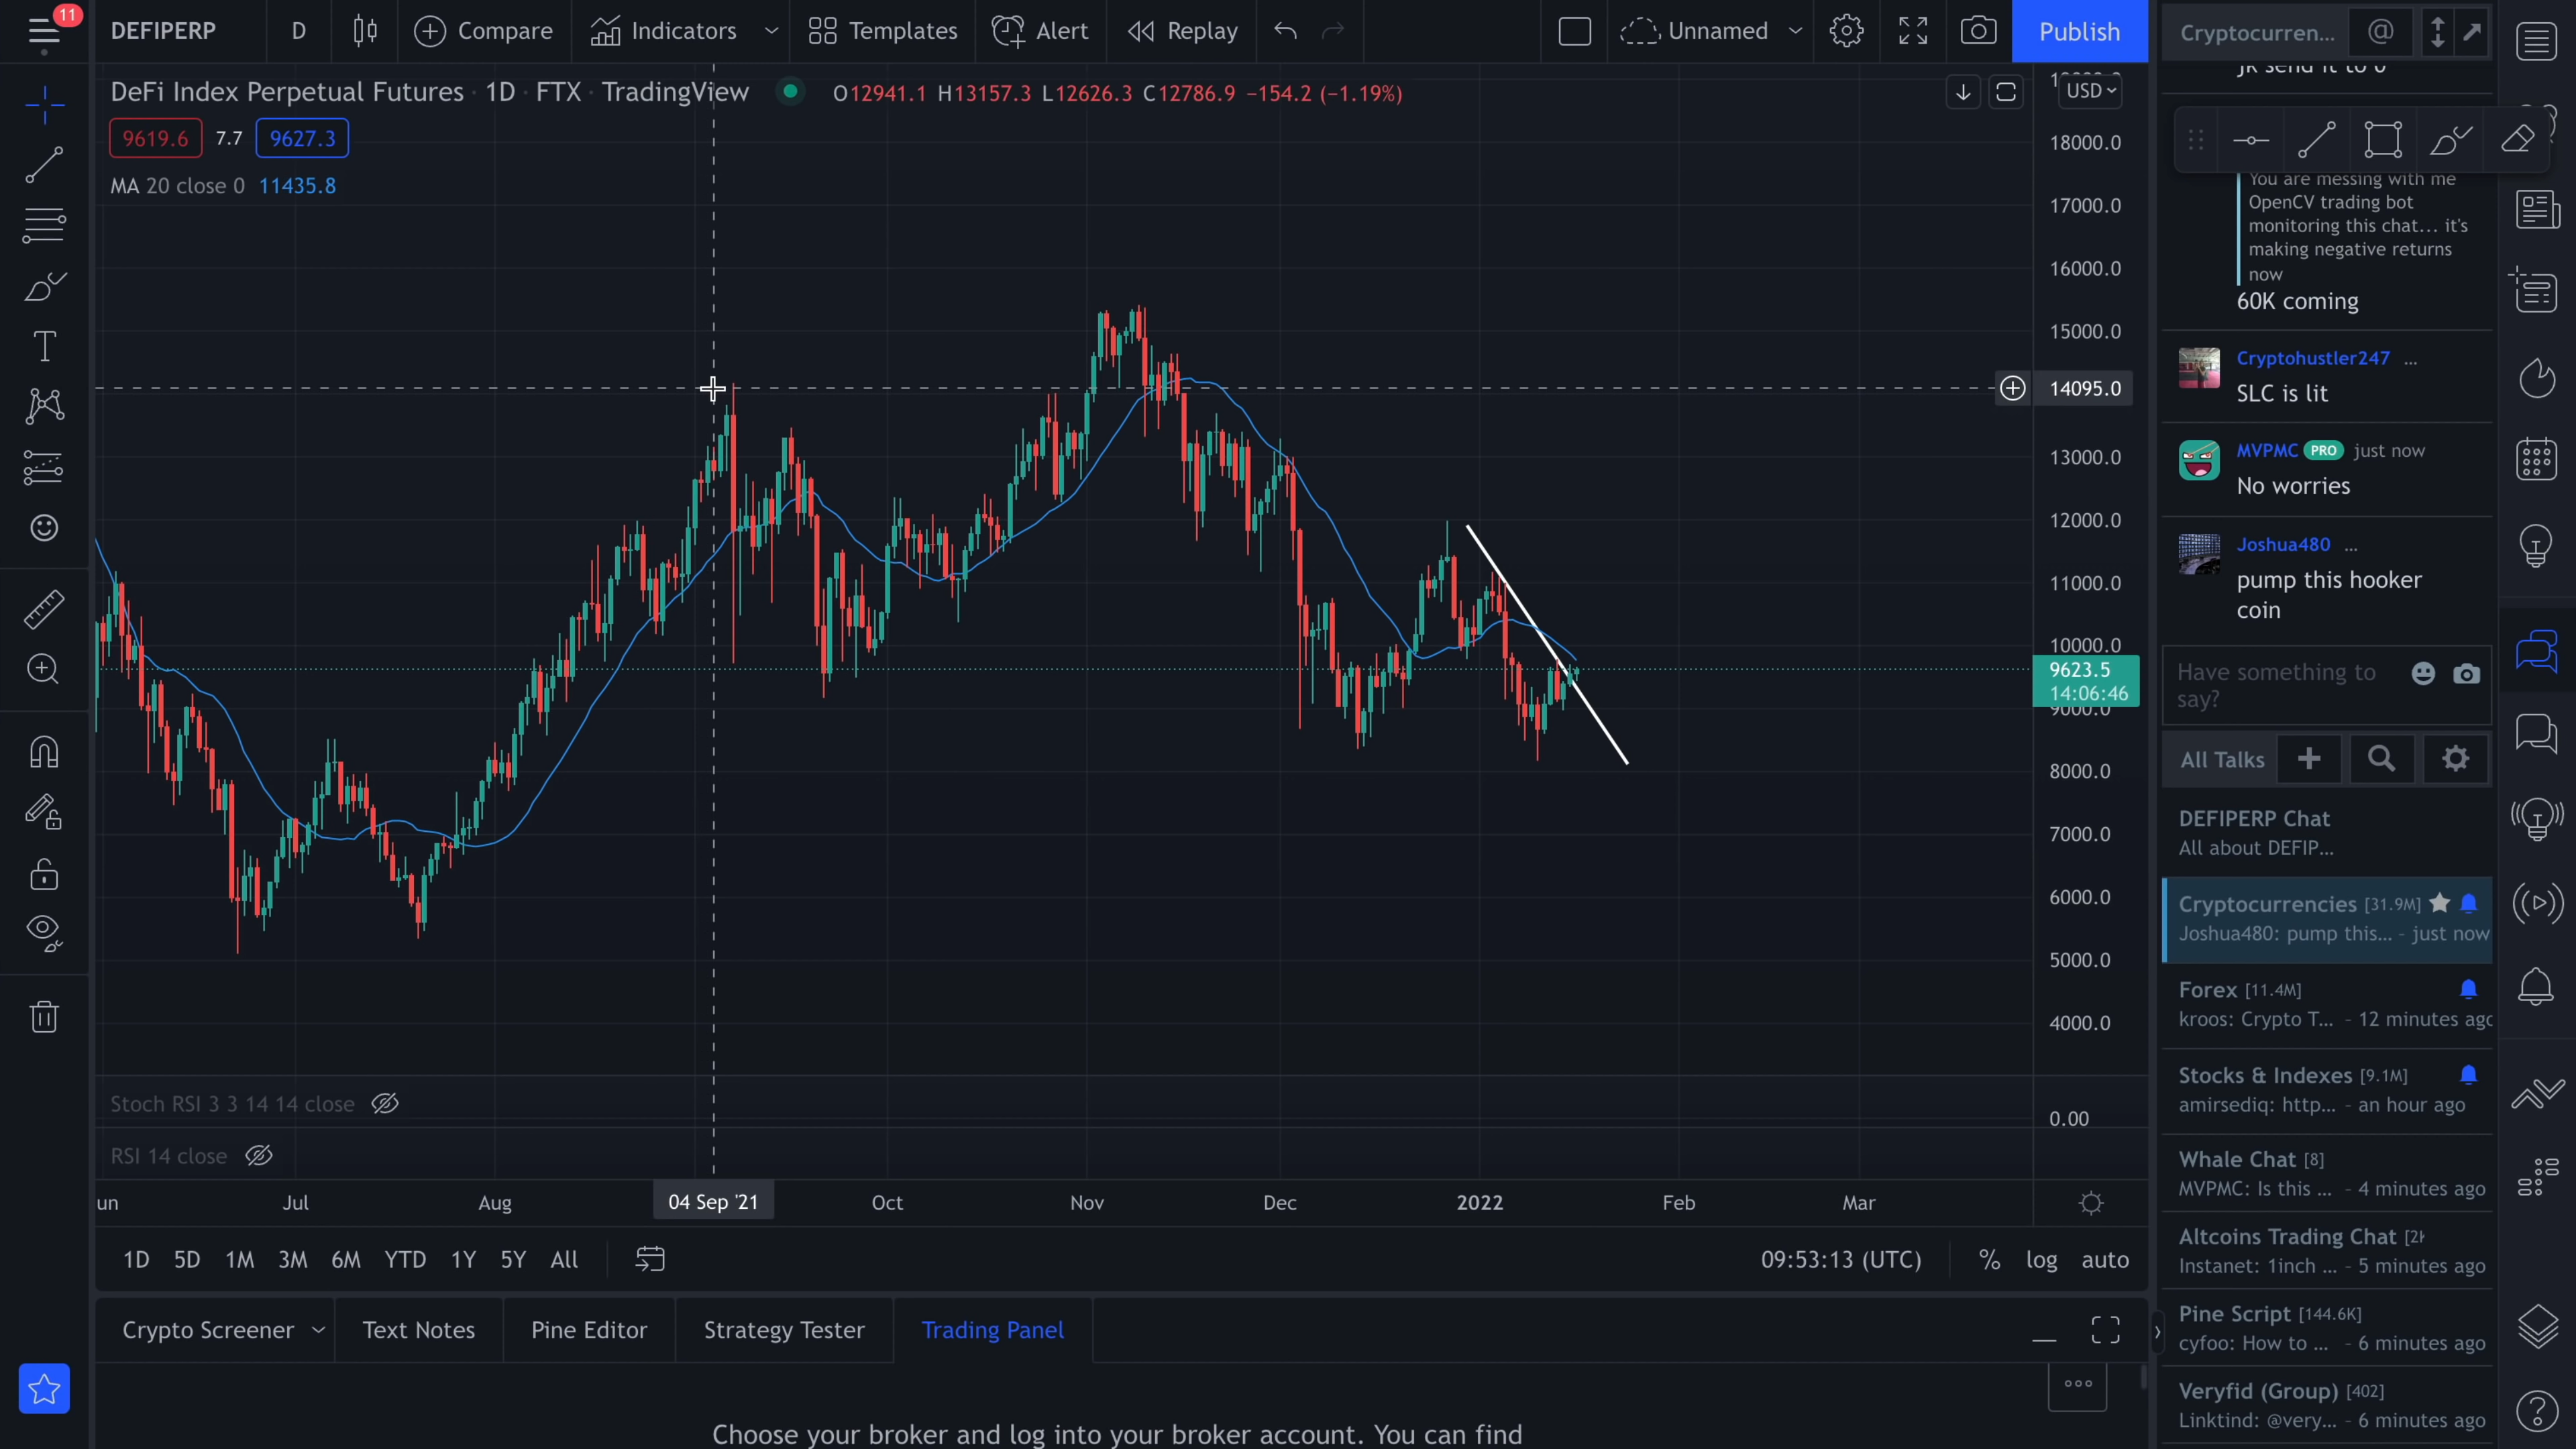 11
DEFIPERP
D
Compare
Indicators
Templates
Alert
Replay
Unnamed
Publish
Cryptocurren...
@
DeFi Index Perpetual Futures · 1D · FTX · TradingView
O12941.1 H13157.3 L12626.3 C12786.9 −154.2 (−1.19%)
USD
9619.6
7.7
9627.3
MA 20 close 0 11435.8
18000.0
17000.0
16000.0
15000.0
14095.0
13000.0
12000.0
11000.0
10000.0
9623.5
14:06:46
9000.0
8000.0
7000.0
6000.0
5000.0
4000.0
0.00
Stoch RSI 3 3 14 14 close
RSI 14 close
un
Jul
Aug
04 Sep '21
Oct
Nov
Dec
2022
Feb
Mar
1D
5D
1M
3M
6M
YTD
1Y
5Y
All
09:53:13 (UTC)
%
log
auto
Crypto Screener
Text Notes
Pine Editor
Strategy Tester
Trading Panel
Choose your broker and log into your broker account. You can find
jk send it to 0
You are messing with me
OpenCV trading bot
monitoring this chat... it's
making negative returns
now
60K coming
Cryptohustler247 ...
SLC is lit
MVPMC PRO just now
No worries
Joshua480 ...
pump this hooker
coin
Have something to
say?
All Talks
DEFIPERP Chat
All about DEFIP...
Cryptocurrencies [31.9M]
Joshua480: pump this... - just now
Forex [11.4M]
kroos: Crypto T... - 12 minutes ago
Stocks & Indexes [9.1M]
amirsediq: http... - an hour ago
Whale Chat [8]
MVPMC: Is this ... - 4 minutes ago
Altcoins Trading Chat
Instanet: 1inch ... - 5 minutes ago
Pine Script [144.6K]
cyfoo: How to ... - 6 minutes ago
Veryfid (Group) [402]
Linktind: @very... - 6 minutes ago